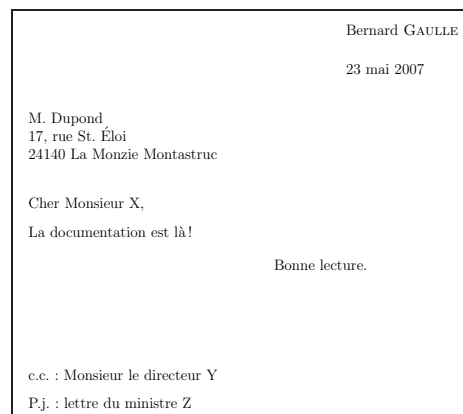 Bernard GAULLE
23 mai 2007
M. Dupond
17, rue St. Éloi
24140 La Monzie Montastruc
Cher Monsieur X,
La documentation est là !
Bonne lecture.
c.c. : Monsieur le directeur Y
P.j. : lettre du ministre Z